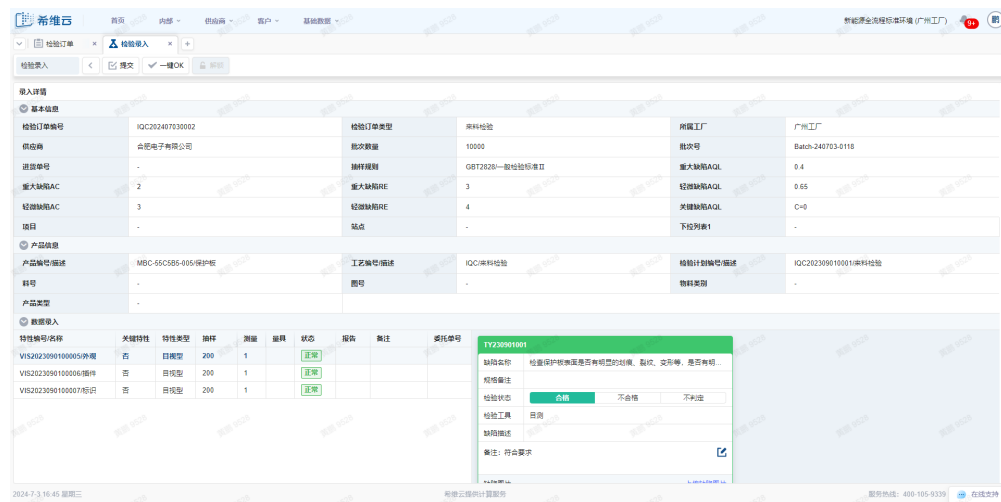 希维云 首页 内部 供应商 客户 基础数据 新能源全流程标准环境 (广州工厂) 9+
检验订单 × 检验录入 × +
检验录入 < 提交 一键OK 解锁
录入详情
基本信息
检验订单编号 IQC202407030002 检验订单类型 来料检验 所属工厂 广州工厂
供应商 合肥电子有限公司 批次数量 10000 批次号 Batch-240703-0118
进货单号 - 抽样规则 GBT2828/一般检验标准II 重大缺陷AQL 0.4
重大缺陷AC 2 重大缺陷RE 3 轻微缺陷AQL 0.65
轻微缺陷AC 3 轻微缺陷RE 4 关键缺陷AQL C=0
项目 - 站点 - 下拉列表1 -
产品信息
产品编号/描述 MBC-55C5B5-005/保护板 工艺编号/描述 IQC/来料检验 检验计划编号/描述 IQC202309010001/来料检验
料号 - 图号 - 物料类别 -
产品类型 -
数据录入
特性编号/名称 关键特性 特性类型 抽样 测量 量具 状态 报告 备注 委托单号
VIS2023090100005/外观 否 目视型 200 1 正常
VIS2023090100006/插件 否 目视型 200 1 正常
VIS2023090100007/标识 否 目视型 200 1 正常
TY230901001
缺陷名称 检查保护板表面是否有明显的划痕、裂纹、变形等，是否有明...
规格备注
检验状态 合格 不合格 不判定
检验工具 目测
缺陷描述
备注：符合要求
缺陷图片 上传缺陷图片
2024-7-3 16:45 星期三 希维云提供计算服务 服务热线：400-105-9339 在线支持